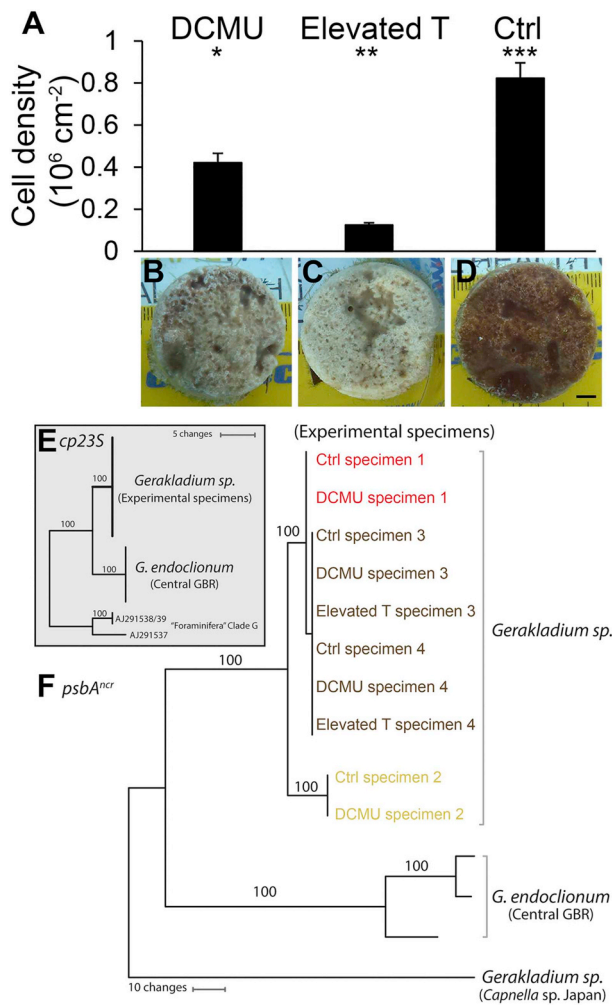 A
DCMU Elevated T Ctrl
* ** ***
Cell density
(10⁶ cm⁻²)
1
0.8
0.6
0.4
0.2
0
B
C
D
E cp23S
5 changes
100
Gerakladium sp.
(Experimental specimens)
100
100
G. endoclionum
(Central GBR)
100
AJ291538/39
"Foraminifera" Clade G
AJ291537
F psbAⁿᶜʳ
(Experimental specimens)
Ctrl specimen 1
DCMU specimen 1
100
Ctrl specimen 3
DCMU specimen 3
Elevated T specimen 3
Gerakladium sp.
Ctrl specimen 4
100
DCMU specimen 4
Elevated T specimen 4
100
Ctrl specimen 2
DCMU specimen 2
100
100
G. endoclionum
(Central GBR)
10 changes
Gerakladium sp.
(Capnella sp. Japan)